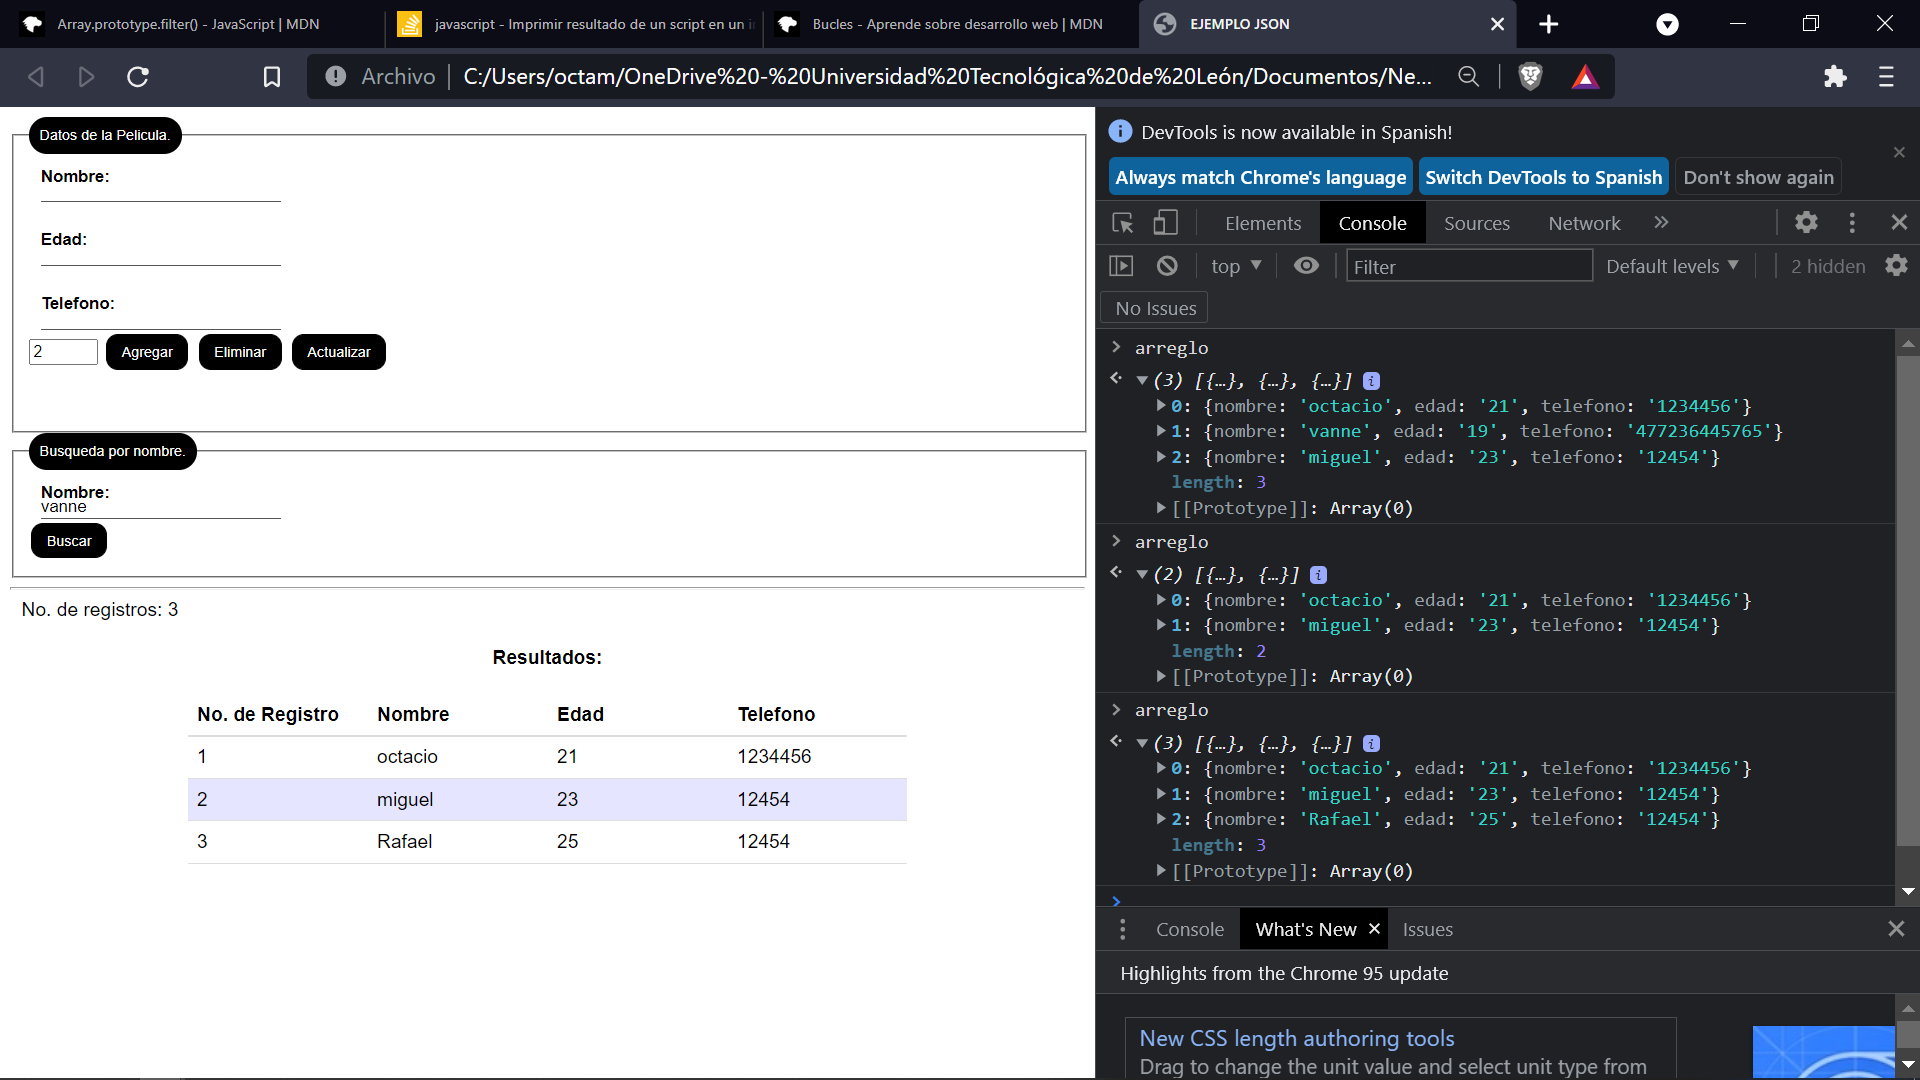 Array.prototype.filter() - JavaScript | MDN
javascript - Imprimir resultado de un script en un i
Bucles - Aprende sobre desarrollo web | MDN
EJEMPLO JSON
Archivo
C:/Users/octam/OneDrive%20-%20Universidad%20Tecnológica%20de%20León/Documentos/Ne...
Datos de la Pelicula.
Nombre:
Edad:
Telefono:
2
Agregar
Eliminar
Actualizar
Busqueda por nombre.
Nombre:
vanne
Buscar
No. de registros: 3
Resultados:
No. de Registro Nombre Edad Telefono
1 octacio 21 1234456
2 miguel 23 12454
3 Rafael 25 12454
DevTools is now available in Spanish!
Always match Chrome's language
Switch DevTools to Spanish
Don't show again
Elements
Console
Sources
Network
top
Filter
Default levels
2 hidden
No Issues
arreglo
(3) [{…}, {…}, {…}]
0: {nombre: 'octacio', edad: '21', telefono: '1234456'}
1: {nombre: 'vanne', edad: '19', telefono: '477236445765'}
2: {nombre: 'miguel', edad: '23', telefono: '12454'}
length: 3
[[Prototype]]: Array(0)
arreglo
(2) [{…}, {…}]
0: {nombre: 'octacio', edad: '21', telefono: '1234456'}
1: {nombre: 'miguel', edad: '23', telefono: '12454'}
length: 2
[[Prototype]]: Array(0)
arreglo
(3) [{…}, {…}, {…}]
0: {nombre: 'octacio', edad: '21', telefono: '1234456'}
1: {nombre: 'miguel', edad: '23', telefono: '12454'}
2: {nombre: 'Rafael', edad: '25', telefono: '12454'}
length: 3
[[Prototype]]: Array(0)
Console
What's New
Issues
Highlights from the Chrome 95 update
New CSS length authoring tools
Drag to change the unit value and select unit type from